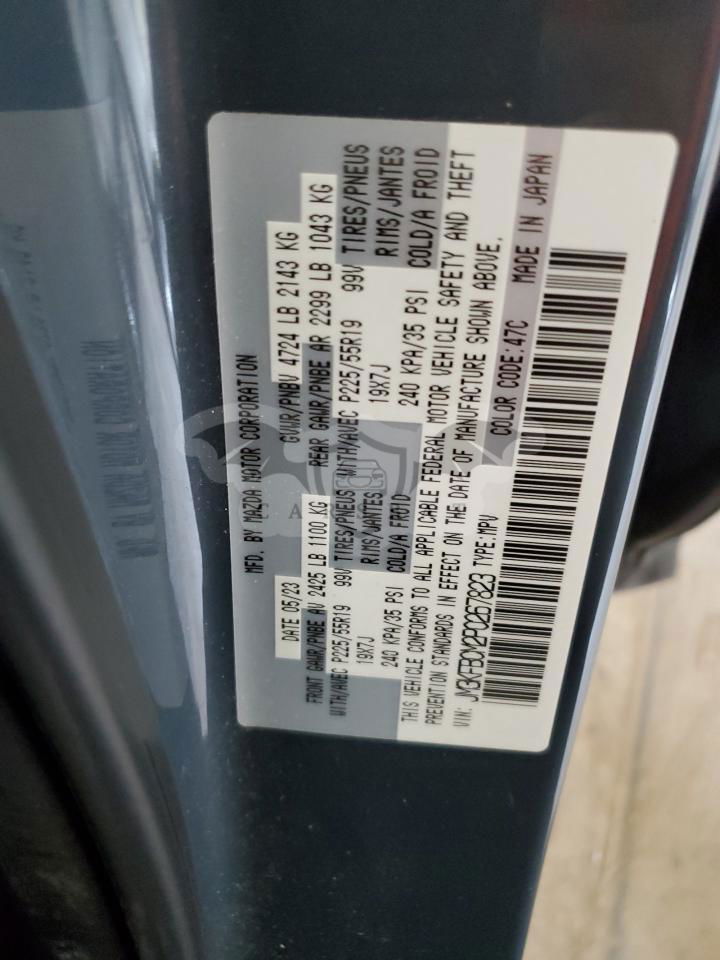 MFD. BY MAZDA MOTOR CORPORATION
DATE 05/23 GVWR/PNBV 4724 LB 2143 KG
FRONT GAWR/PNBE AV 2425 LB 1100 KG REAR GAWR/PNBE AR 2299 LB 1043 KG
WITH/AVEC P225/55R19 99V TIRES/PNEUS WITH/AVEC P225/55R19 99V TIRES/PNEUS
19X7J RIMS/JANTES 19X7J RIMS/JANTES
240 KPA/35 PSI COLD/A FROID 240 KPA/35 PSI COLD/A FROID
THIS VEHICLE CONFORMS TO ALL APPLICABLE FEDERAL MOTOR VEHICLE SAFETY AND THEFT
PREVENTION STANDARDS IN EFFECT ON THE DATE OF MANUFACTURE SHOWN ABOVE.
VIN: JM3KFBCM2P0267823 TYPE:MPV COLOR CODE:47C MADE IN JAPAN